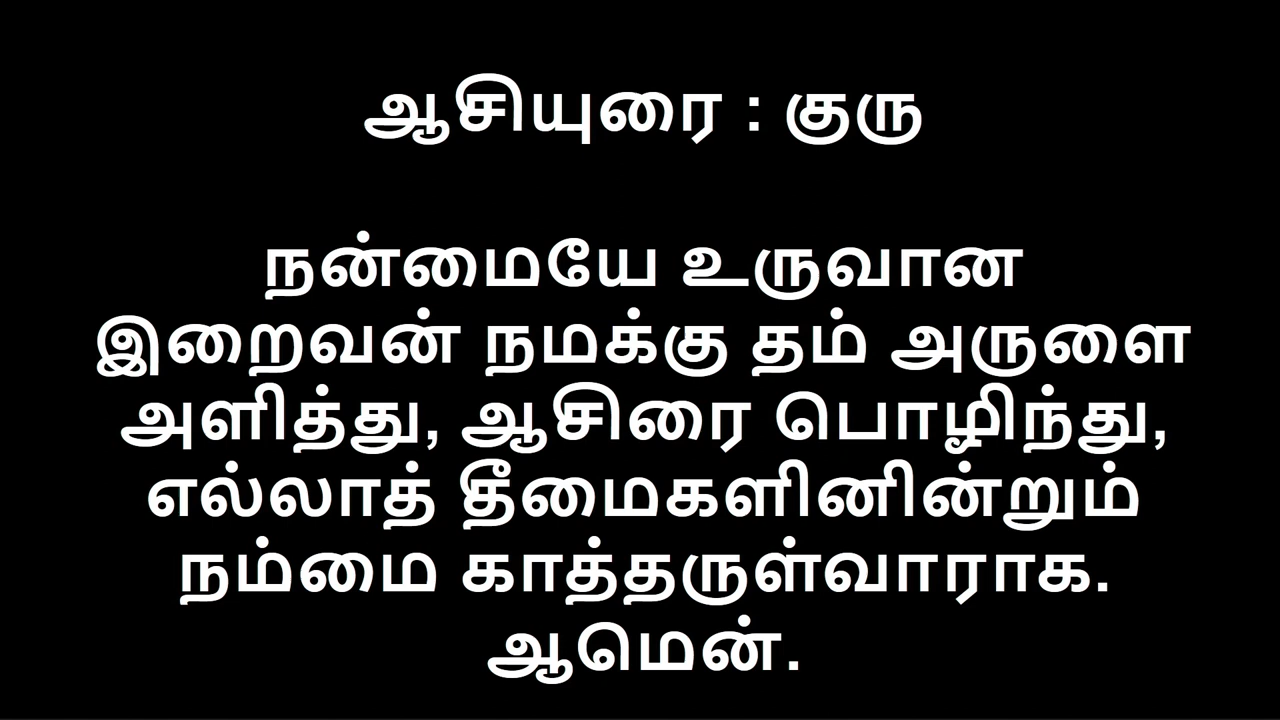 ஆசியுரை : குரு
நன்மையே உருவான
இறைவன் நமக்கு தம் அருளை
அளித்து, ஆசிரை பொழிந்து,
எல்லாத் தீமைகளினின்றும்
நம்மை காத்தருள்வாராக.
ஆமென்.